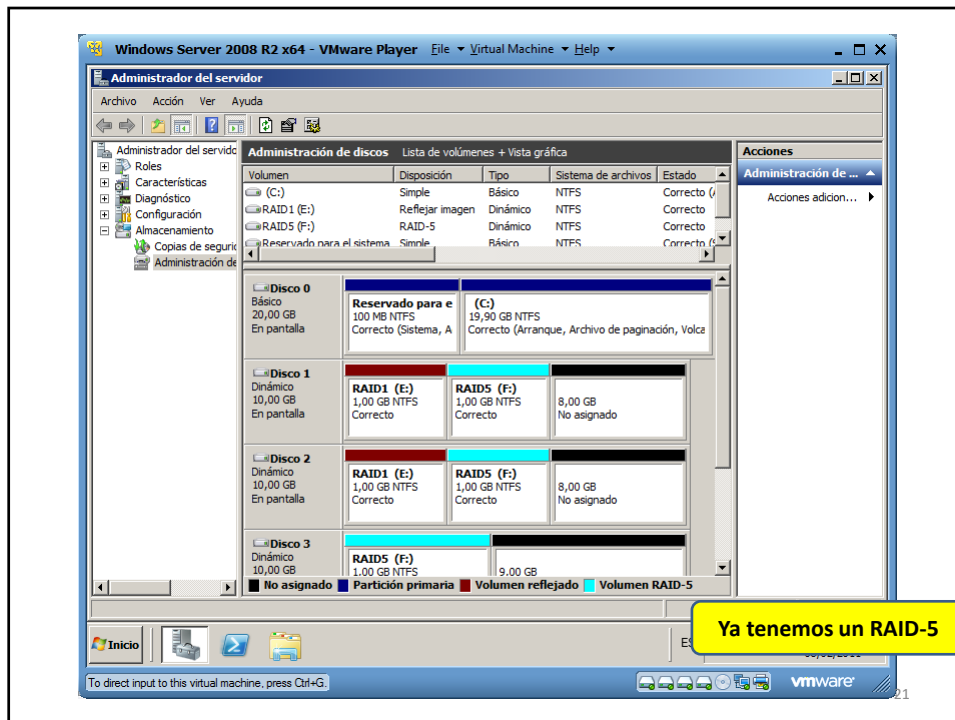 Windows Server 2008 R2 x64 - VMware Player File Virtual Machine Help
Administrador del servidor
Archivo Acción Ver Ayuda
Administrador del servido
Roles
Características
Diagnóstico
Configuración
Almacenamiento
Copias de seguric
Administración de
Administración de discos Lista de volúmenes + Vista gráfica
Volumen Disposición Tipo Sistema de archivos Estado
(C:) Simple Básico NTFS Correcto (
RAID1 (E:) Reflejar imagen Dinámico NTFS Correcto
RAID5 (F:) RAID-5 Dinámico NTFS Correcto
Reservado para el sistema Simple Básico NTFS Correcto (
Disco 0
Básico
20,00 GB
En pantalla
Reservado para e
100 MB NTFS
Correcto (Sistema, A
(C:)
19,90 GB NTFS
Correcto (Arranque, Archivo de paginación, Volca
Disco 1
Dinámico
10,00 GB
En pantalla
RAID1 (E:)
1,00 GB NTFS
Correcto
RAID5 (F:)
1,00 GB NTFS
Correcto
8,00 GB
No asignado
Disco 2
Dinámico
10,00 GB
En pantalla
RAID1 (E:)
1,00 GB NTFS
Correcto
RAID5 (F:)
1,00 GB NTFS
Correcto
8,00 GB
No asignado
Disco 3
Dinámico
10,00 GB
RAID5 (F:)
1,00 GB NTFS
9,00 GB
No asignado Partición primaria Volumen reflejado Volumen RAID-5
Acciones
Administración de ...
Acciones adicion...
Ya tenemos un RAID-5
Inicio
ES
To direct input to this virtual machine, press Ctrl+G.
vmware
21